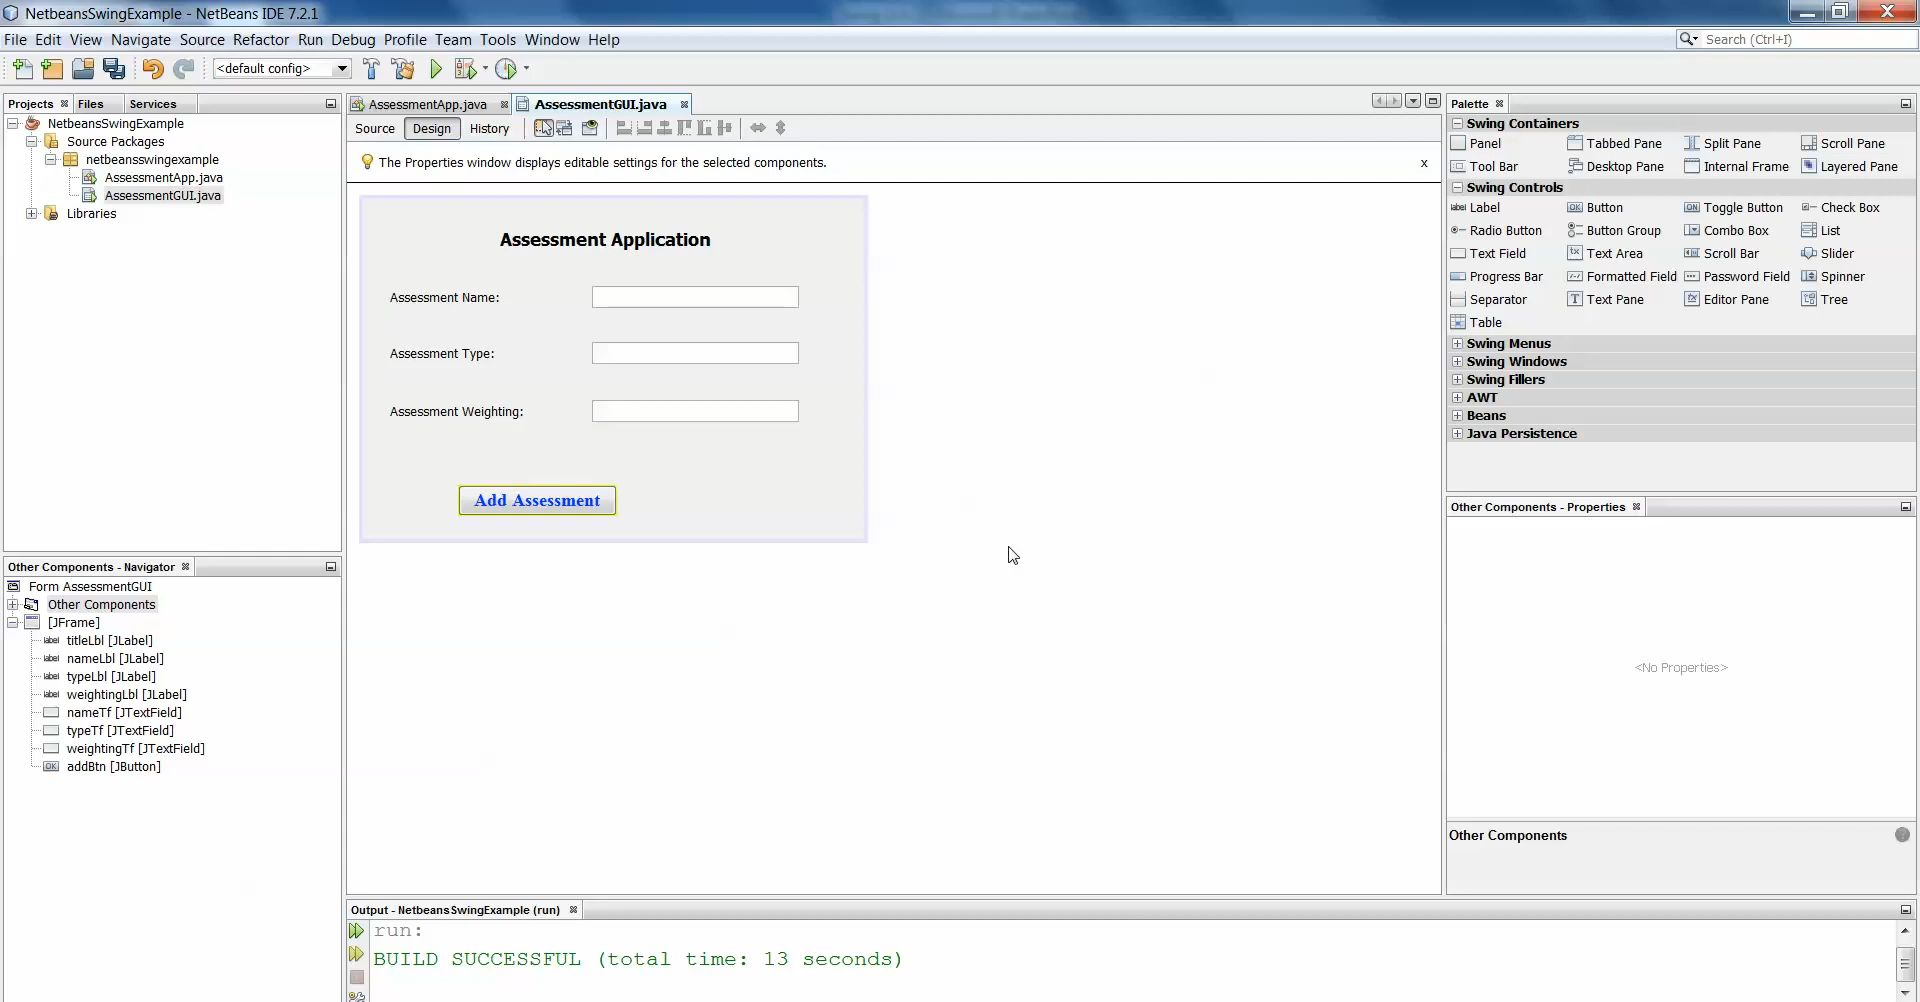 NetbeansSwingExample - NetBeans IDE 7.2.1
File Edit View Navigate Source Refactor Run Debug Profile Team Tools Window Help
Search (Ctrl+I)
<default config>
Projects Files Services
NetbeansSwingExample
Source Packages
netbeansswingexample
AssessmentApp.java
AssessmentGUI.java
Libraries
Other Components - Navigator
Form AssessmentGUI
Other Components
[JFrame]
titleLbl [JLabel]
nameLbl [JLabel]
typeLbl [JLabel]
weightingLbl [JLabel]
nameTf [JTextField]
typeTf [JTextField]
weightingTf [JTextField]
addBtn [JButton]
AssessmentApp.java AssessmentGUI.java
Source Design History
The Properties window displays editable settings for the selected components. x
Assessment Application
Assessment Name:
Assessment Type:
Assessment Weighting:
Add Assessment
Output - NetbeansSwingExample (run)
run:
BUILD SUCCESSFUL (total time: 13 seconds)
Palette
Swing Containers
Panel Tabbed Pane Split Pane Scroll Pane
Tool Bar Desktop Pane Internal Frame Layered Pane
Swing Controls
Label Button Toggle Button Check Box
Radio Button Button Group Combo Box List
Text Field Text Area Scroll Bar Slider
Progress Bar Formatted Field Password Field Spinner
Separator Text Pane Editor Pane Tree
Table
Swing Menus
Swing Windows
Swing Fillers
AWT
Beans
Java Persistence
Other Components - Properties
<No Properties>
Other Components